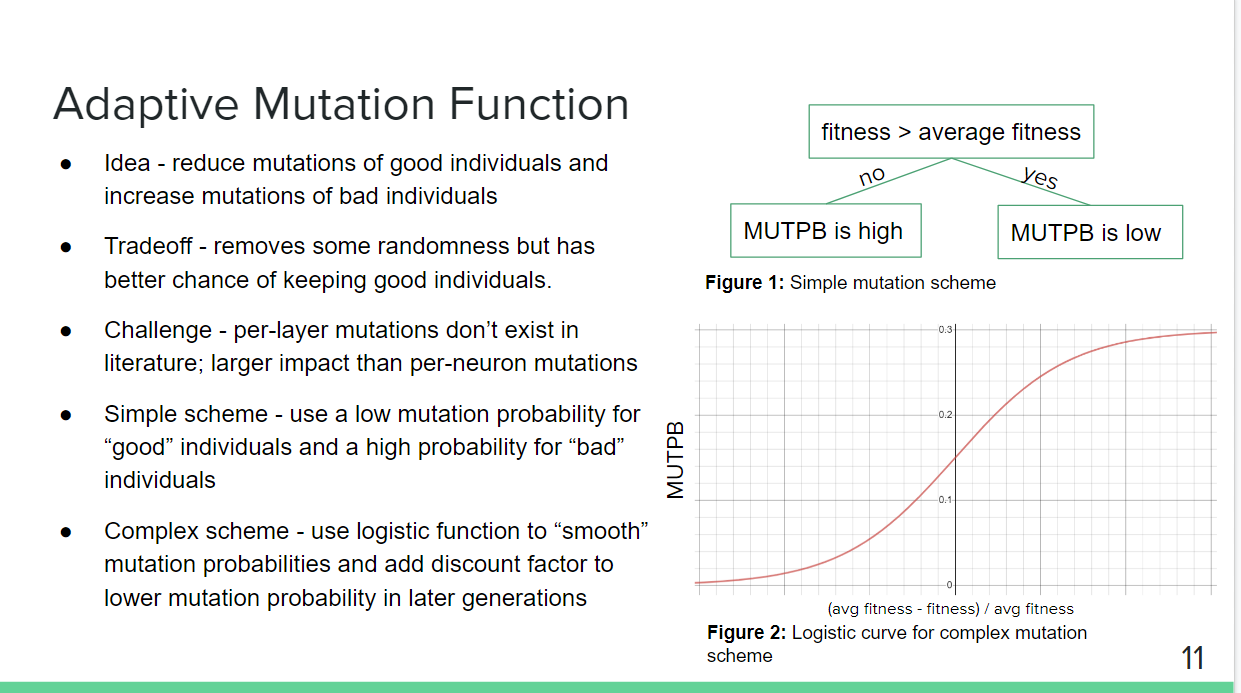 Adaptive Mutation Function
● Idea - reduce mutations of good individuals and
increase mutations of bad individuals
● Tradeoff - removes some randomness but has
better chance of keeping good individuals.
● Challenge - per-layer mutations don’t exist in
literature; larger impact than per-neuron mutations
● Simple scheme - use a low mutation probability for
“good” individuals and a high probability for “bad”
individuals
● Complex scheme - use logistic function to “smooth”
mutation probabilities and add discount factor to
lower mutation probability in later generations
fitness > average fitness
no
yes
MUTPB is high
MUTPB is low
Figure 1: Simple mutation scheme
0.3
0.2
0.1
0
MUTPB
(avg fitness - fitness) / avg fitness
Figure 2: Logistic curve for complex mutation
scheme
11